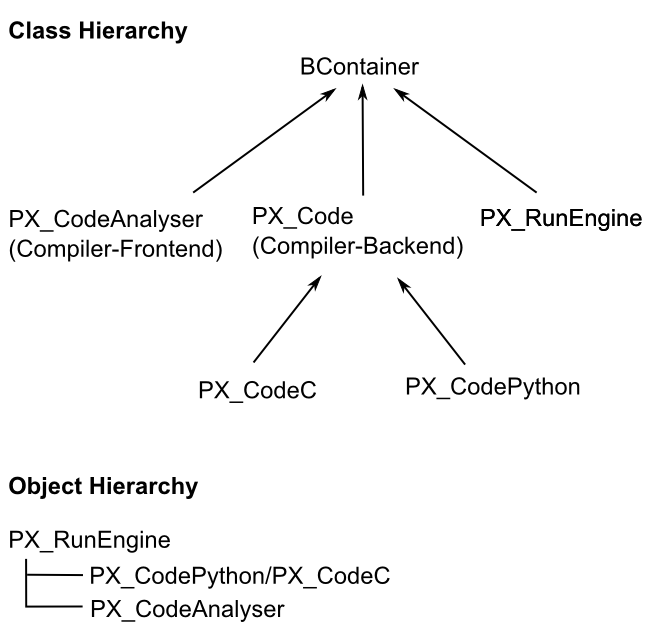 Class Hierarchy
BContainer
PX_CodeAnalyser
(Compiler-Frontend)
PX_Code
(Compiler-Backend)
PX_RunEngine
PX_CodeC
PX_CodePython
Object Hierarchy
PX_RunEngine
PX_CodePython/PX_CodeC
PX_CodeAnalyser